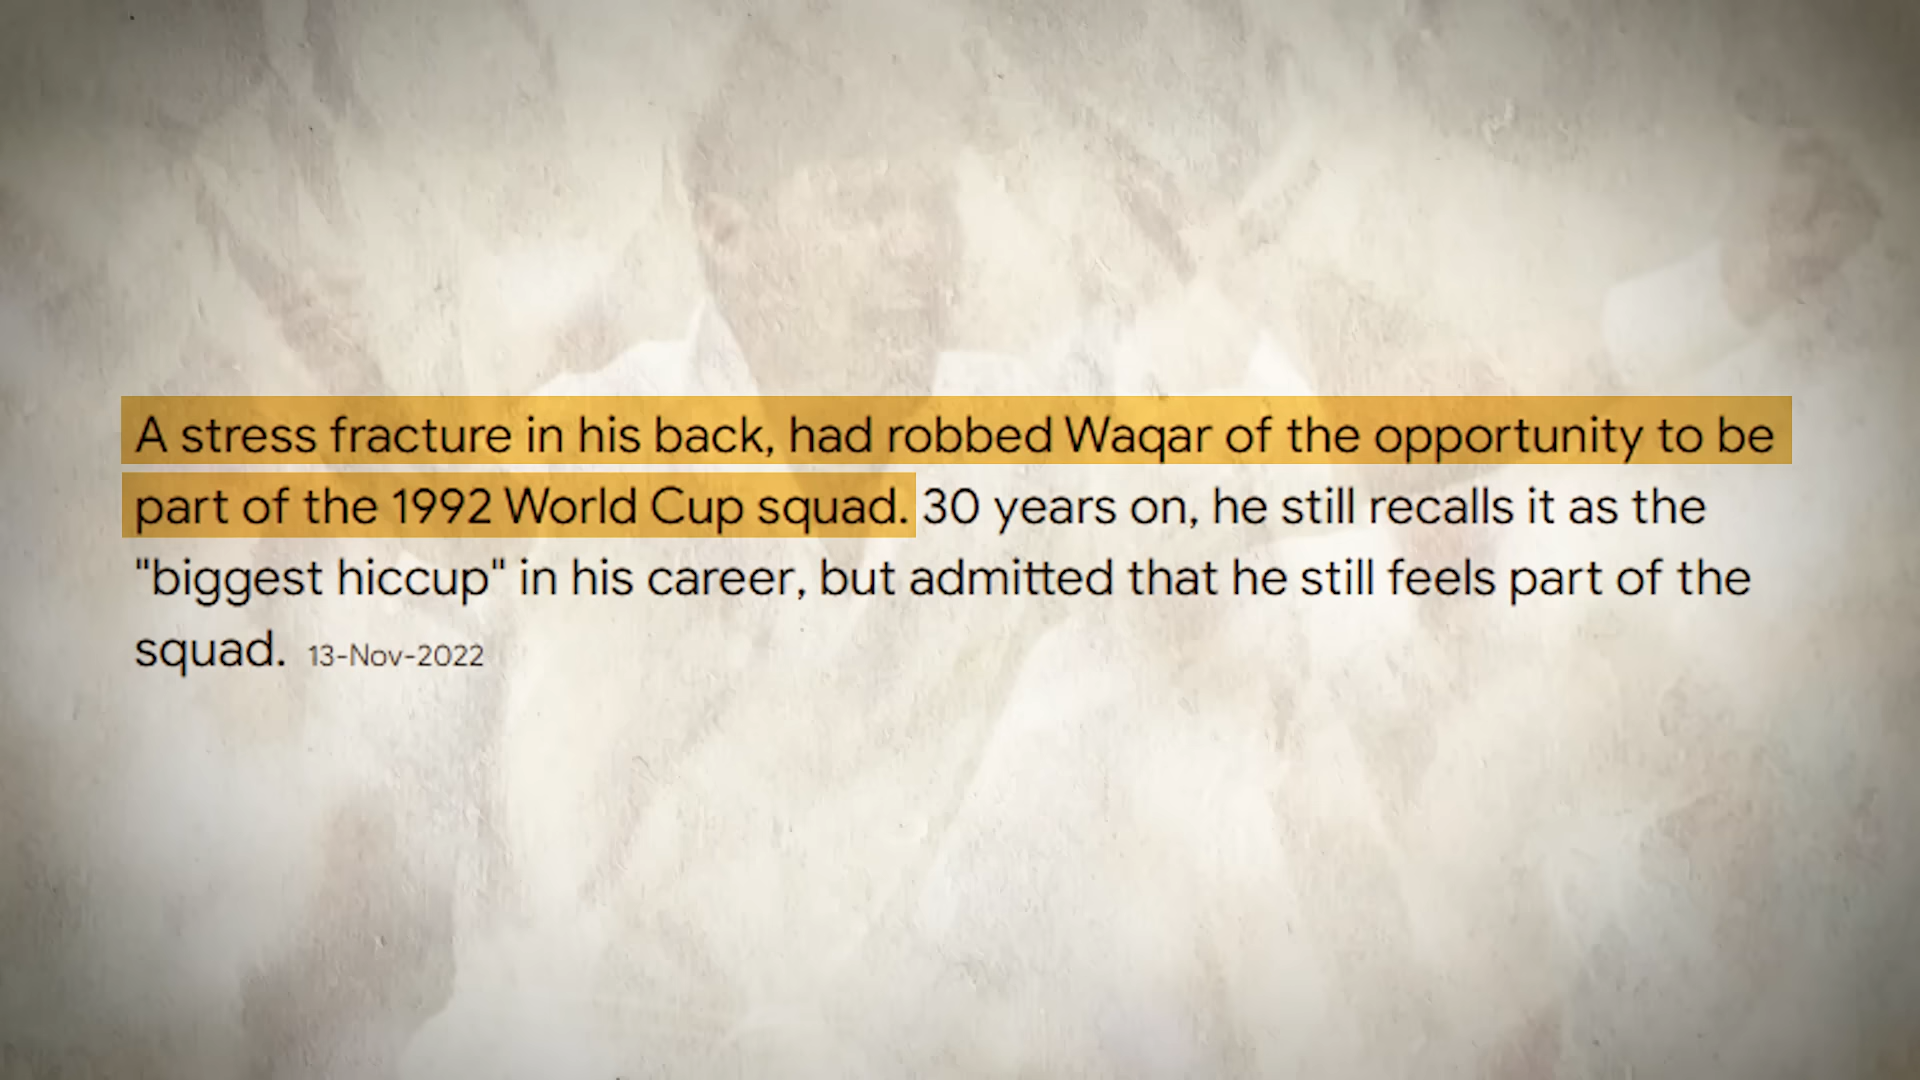 A stress fracture in his back, had robbed Waqar of the opportunity to be
part of the 1992 World Cup squad. 30 years on, he still recalls it as the
"biggest hiccup" in his career, but admitted that he still feels part of the
squad. 13-Nov-2022